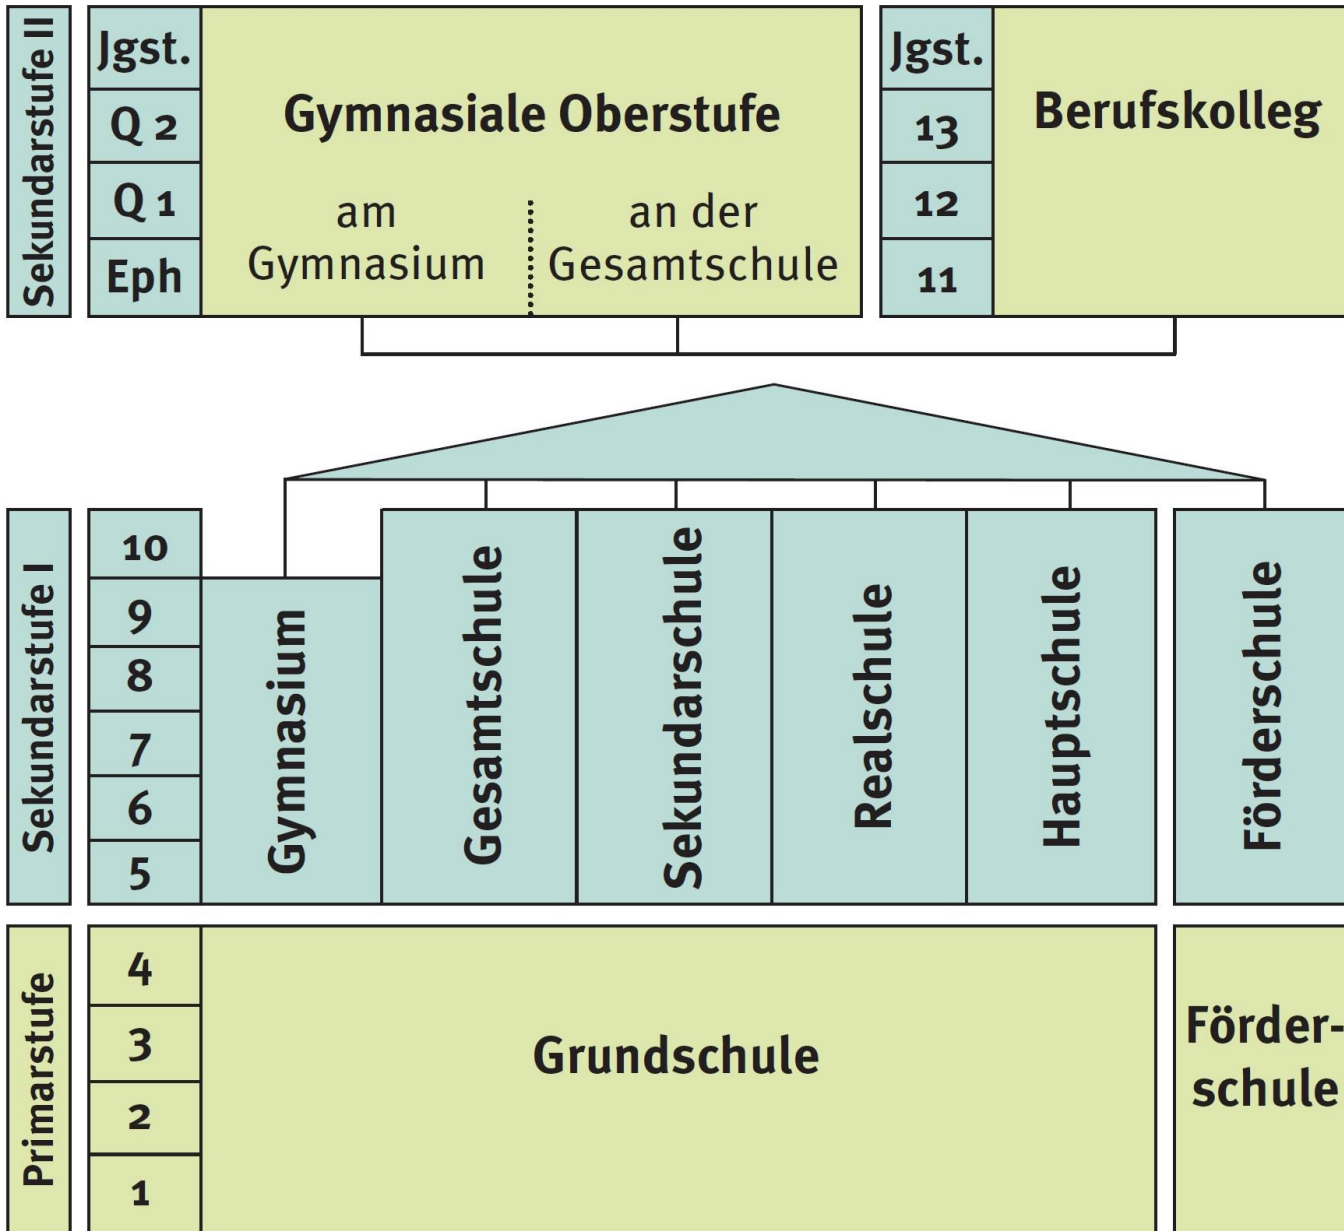 Sekundarstufe II
Jgst.
Q 2
Q 1
Eph
Gymnasiale Oberstufe
am
Gymnasium
an der
Gesamtschule
Jgst.
13
12
11
Berufskolleg
Sekundarstufe I
10
9
8
7
6
5
Gymnasium
Gesamtschule
Sekundarschule
Realschule
Hauptschule
Förderschule
Primarstufe
4
3
2
1
Grundschule
Förder-
schule